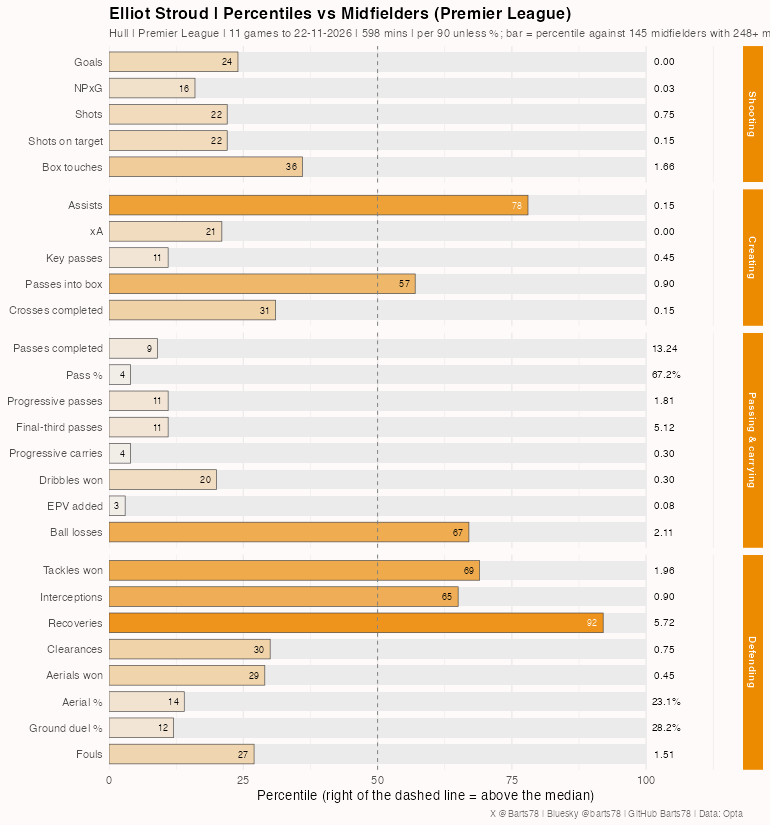 Elliot Stroud | Percentiles vs Midfielders (Premier League)
Hull | Premier League | 11 games to 22-11-2026 | 598 mins | per 90 unless %; bar = percentile against 145 midfielders with 248+ m
Shooting
Goals 24 0.00
NPxG 16 0.03
Shots 22 0.75
Shots on target 22 0.15
Box touches 36 1.66
Creating
Assists 78 0.15
xA 21 0.00
Key passes 11 0.45
Passes into box 57 0.90
Crosses completed 31 0.15
Passing & carrying
Passes completed 9 13.24
Pass % 4 67.2%
Progressive passes 11 1.81
Final-third passes 11 5.12
Progressive carries 4 0.30
Dribbles won 20 0.30
EPV added 3 0.08
Ball losses 67 2.11
Defending
Tackles won 69 1.96
Interceptions 65 0.90
Recoveries 92 5.72
Clearances 30 0.75
Aerials won 29 0.45
Aerial % 14 23.1%
Ground duel % 12 28.2%
Fouls 27 1.51
0 25 50 75 100
Percentile (right of the dashed line = above the median)
X @Barts78 | Bluesky @barts78 | GitHub Barts78 | Data: Opta